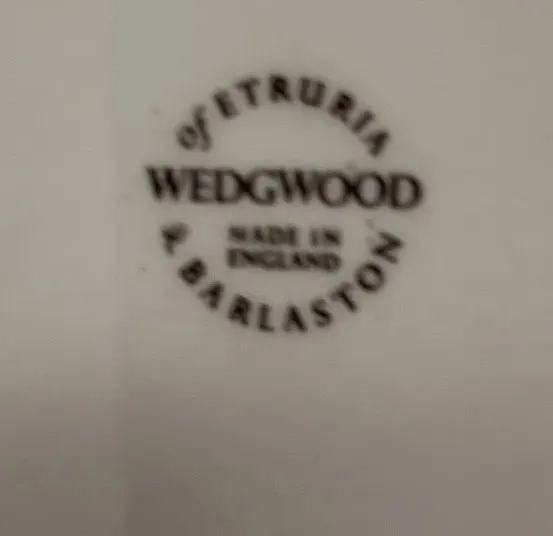 of ETRURIA
WEDGWOOD
MADE IN
ENGLAND
& BARLASTON